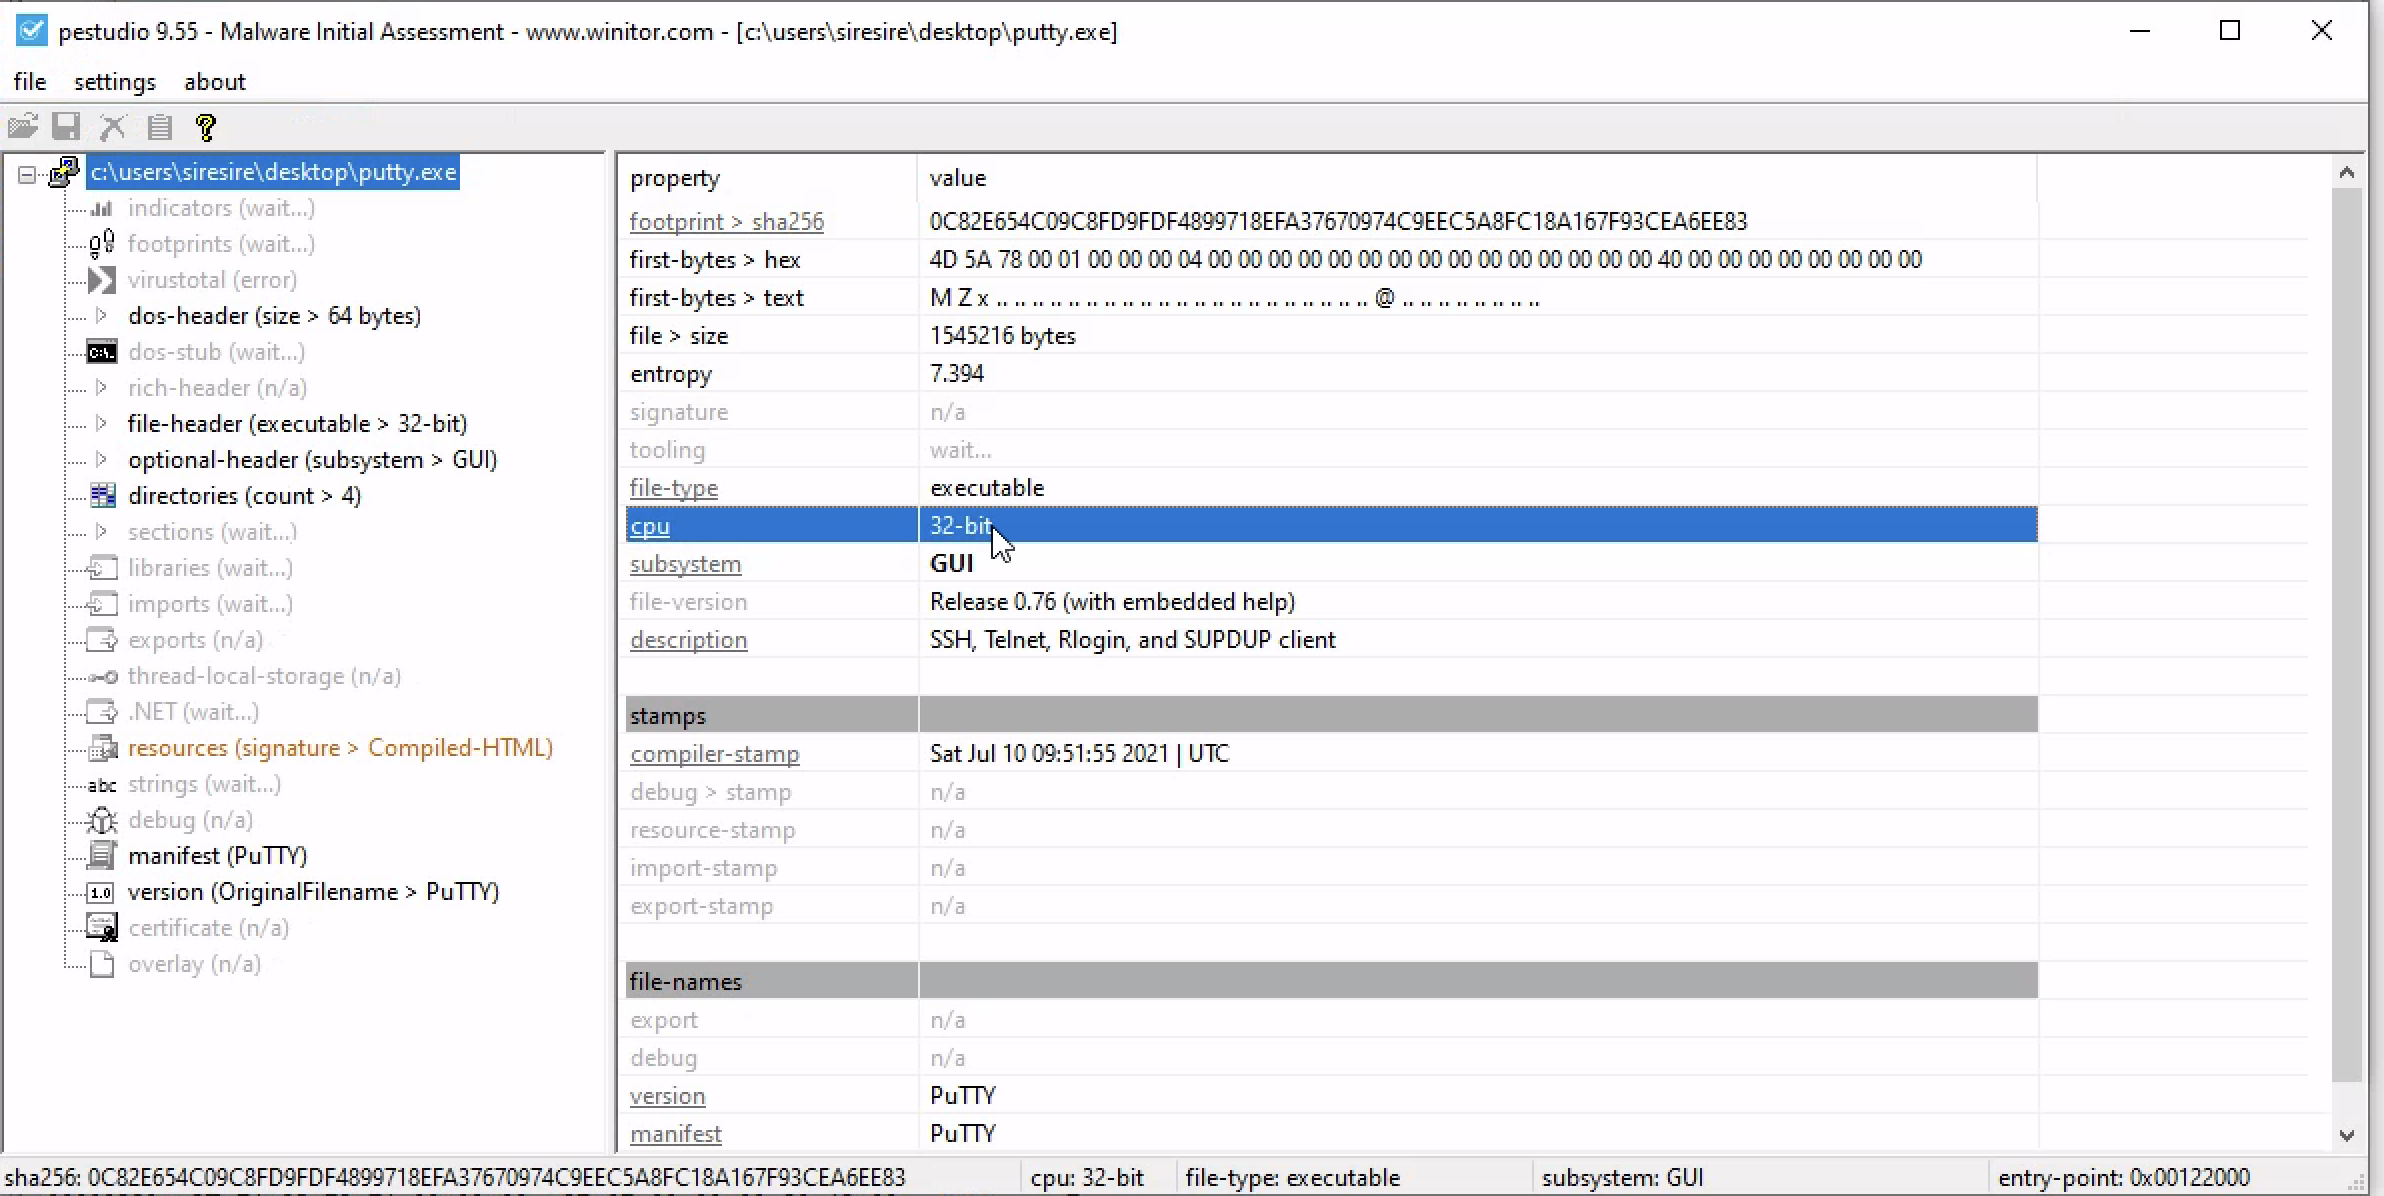 pestudio 9.55 - Malware Initial Assessment - www.winitor.com - [c:\users\siresire\desktop\putty.exe]
file settings about
c:\users\siresire\desktop\putty.exe
indicators (wait...)
footprints (wait...)
virustotal (error)
dos-header (size > 64 bytes)
dos-stub (wait...)
rich-header (n/a)
file-header (executable > 32-bit)
optional-header (subsystem > GUI)
directories (count > 4)
sections (wait...)
libraries (wait...)
imports (wait...)
exports (n/a)
thread-local-storage (n/a)
.NET (wait...)
resources (signature > Compiled-HTML)
abc strings (wait...)
debug (n/a)
manifest (PuTTY)
1.0 version (OriginalFilename > PuTTY)
certificate (n/a)
overlay (n/a)
property value
footprint > sha256 0C82E654C09C8FD9FDF4899718EFA37670974C9EEC5A8FC18A167F93CEA6EE83
first-bytes > hex 4D 5A 78 00 01 00 00 00 04 00 00 00 00 00 00 00 00 00 00 00 00 00 00 00 40 00 00 00 00 00 00 00 00
first-bytes > text M Z x .. .. .. .. .. .. .. .. .. .. .. .. .. .. .. .. .. .. .. .. .. @ .. .. .. .. .. .. .. ..
file > size 1545216 bytes
entropy 7.394
signature n/a
tooling wait...
file-type executable
cpu 32-bit
subsystem GUI
file-version Release 0.76 (with embedded help)
description SSH, Telnet, Rlogin, and SUPDUP client
stamps
compiler-stamp Sat Jul 10 09:51:55 2021 | UTC
debug > stamp n/a
resource-stamp n/a
import-stamp n/a
export-stamp n/a
file-names
export n/a
debug n/a
version PuTTY
manifest PuTTY
sha256: 0C82E654C09C8FD9FDF4899718EFA37670974C9EEC5A8FC18A167F93CEA6EE83 cpu: 32-bit file-type: executable subsystem: GUI entry-point: 0x00122000